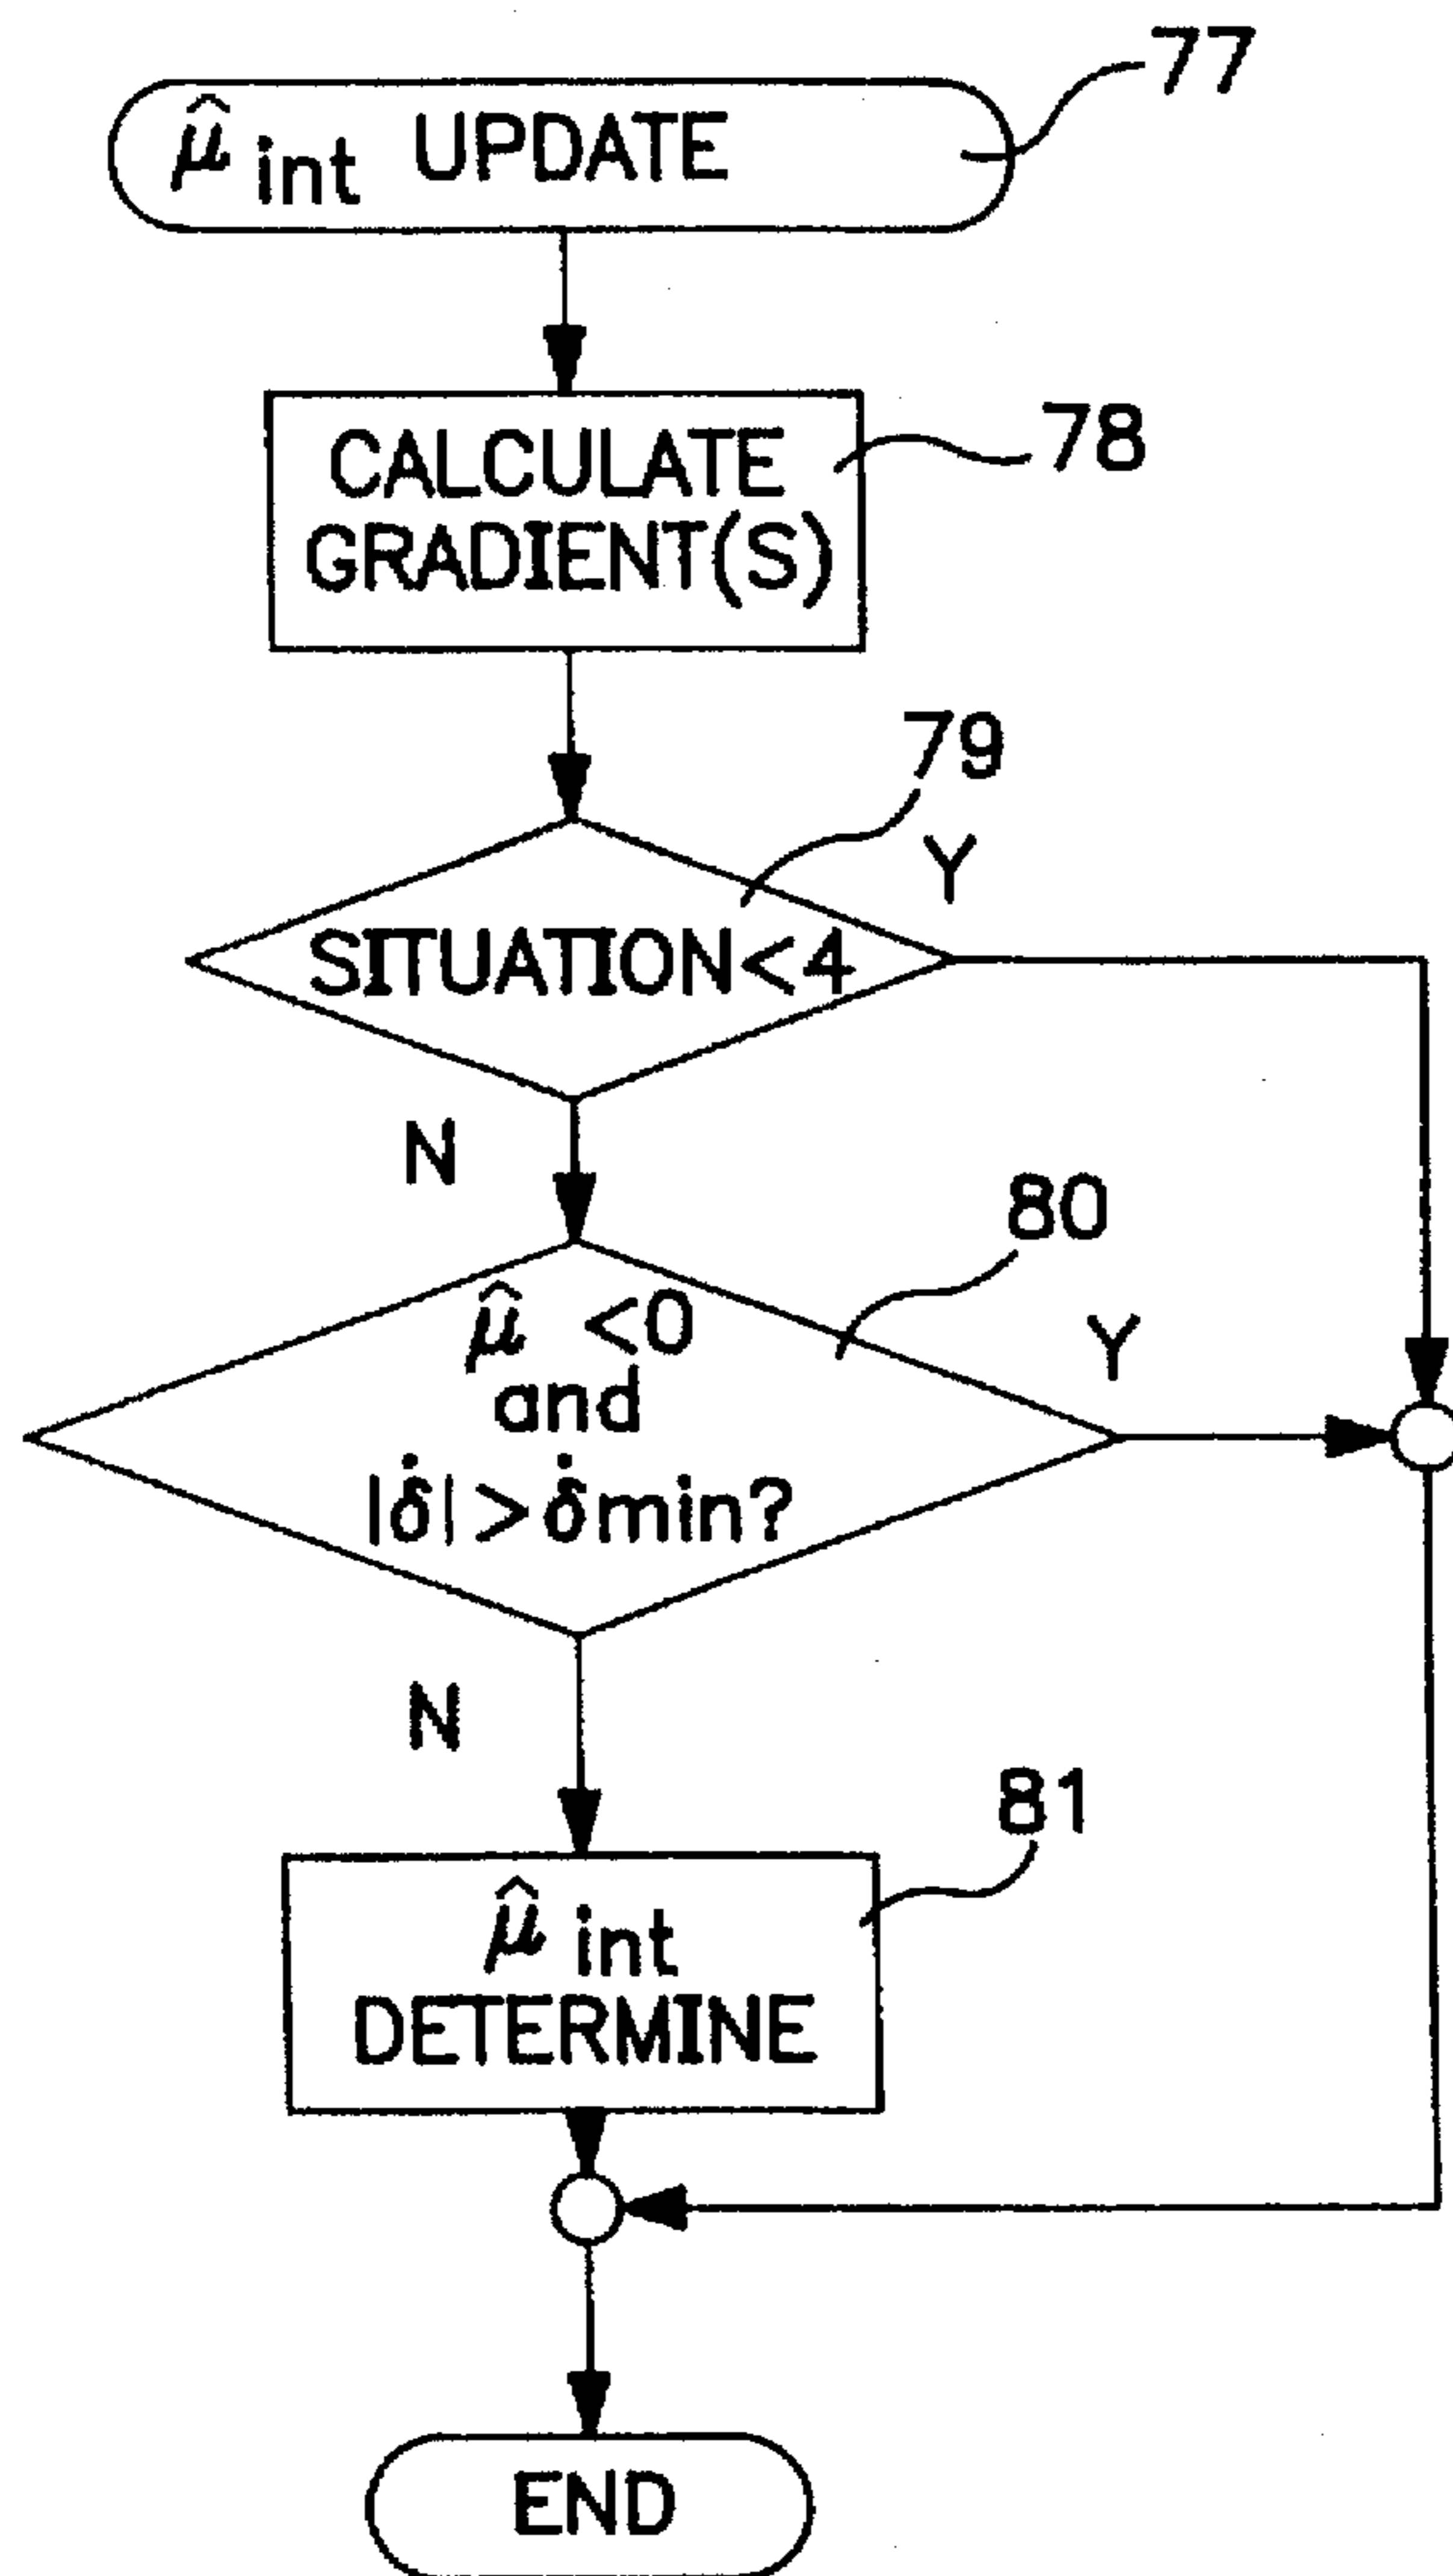 77
μ̂ int UPDATE
78
CALCULATE
GRADIENT(S)
79
Y
SITUATION<4
N
80
μ̂ <0
and
Y
|δ̇|>δ̇min?
N
81
μ̂ int
DETERMINE
END